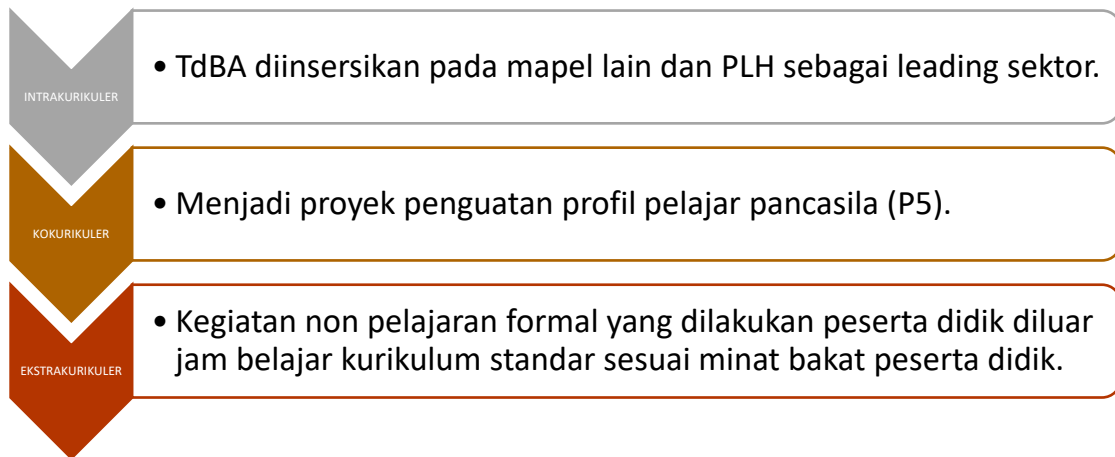 INTRAKURIKULER
• TdBA diinsersikan pada mapel lain dan PLH sebagai leading sektor.
KOKURIKULER
• Menjadi proyek penguatan profil pelajar pancasila (P5).
EKSTRAKURIKULER
• Kegiatan non pelajaran formal yang dilakukan peserta didik diluar
jam belajar kurikulum standar sesuai minat bakat peserta didik.